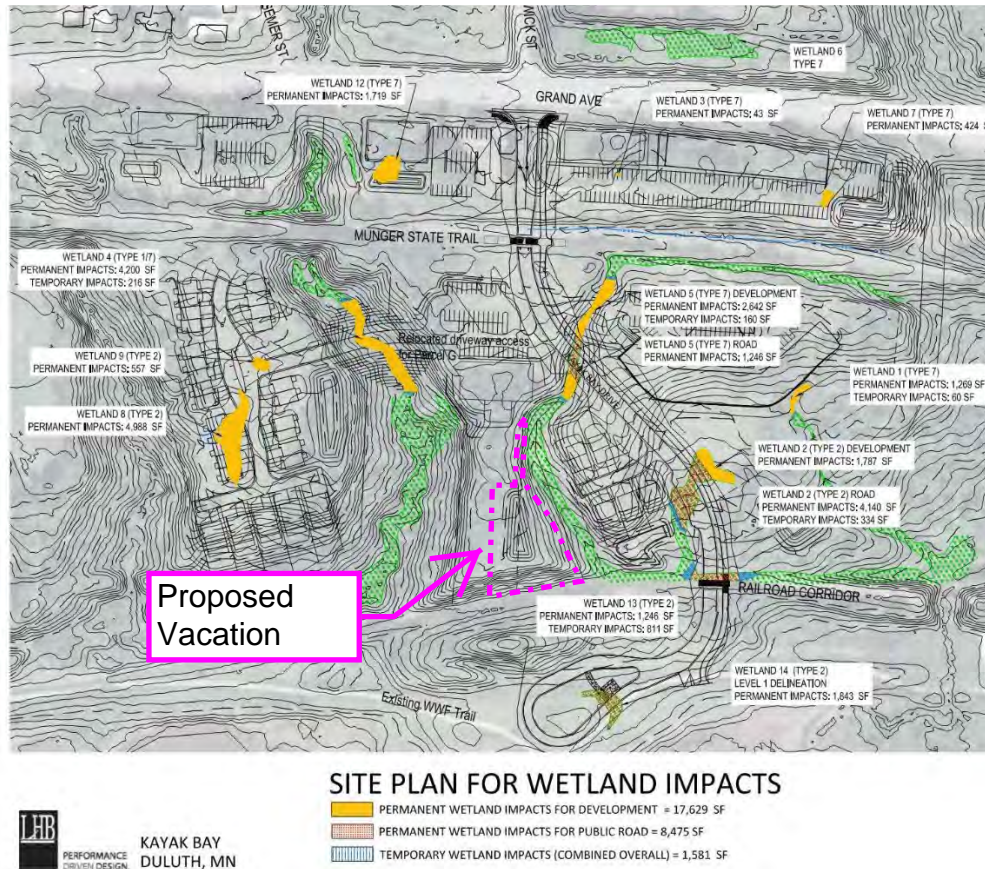 GEMER ST
WICK ST
WETLAND 6
TYPE 7
WETLAND 12 (TYPE 7)
PERMANENT IMPACTS: 1,719 SF
GRAND AVE
WETLAND 3 (TYPE 7)
PERMANENT IMPACTS: 43 SF
WETLAND 7 (TYPE 7)
PERMANENT IMPACTS: 424 S
MUNGER STATE TRAIL
WETLAND 4 (TYPE 1/7)
PERMANENT IMPACTS: 4,200 SF
TEMPORARY IMPACTS: 216 SF
WETLAND 5 (TYPE 7) DEVELOPMENT
PERMANENT IMPACTS: 2,642 SF
TEMPORARY IMPACTS: 160 SF
WETLAND 5 (TYPE 7) ROAD
PERMANENT IMPACTS: 1,246 SF
Relocated driveway access
for Parcel G
WETLAND 9 (TYPE 2)
PERMANENT IMPACTS: 557 SF
WETLAND 1 (TYPE 7)
PERMANENT IMPACTS: 1,269 SF
TEMPORARY IMPACTS: 60 SF
WETLAND 8 (TYPE 2)
PERMANENT IMPACTS: 4,988 SF
WETLAND 2 (TYPE 2) DEVELOPMENT
PERMANENT IMPACTS: 1,787 SF
WETLAND 2 (TYPE 2) ROAD
PERMANENT IMPACTS: 4,140 SF
TEMPORARY IMPACTS: 334 SF
Proposed
Vacation
RAILROAD CORRIDOR
WETLAND 13 (TYPE 2)
PERMANENT IMPACTS: 1,246 SF
TEMPORARY IMPACTS: 811 SF
WETLAND 14 (TYPE 2)
LEVEL 1 DELINEATION
PERMANENT IMPACTS: 1,843 SF
Existing WWF Trail
SITE PLAN FOR WETLAND IMPACTS
PERMANENT WETLAND IMPACTS FOR DEVELOPMENT = 17,629 SF
PERMANENT WETLAND IMPACTS FOR PUBLIC ROAD = 8,475 SF
TEMPORARY WETLAND IMPACTS (COMBINED OVERALL) = 1,581 SF
LHB
PERFORMANCE
DRIVEN DESIGN.
KAYAK BAY
DULUTH, MN